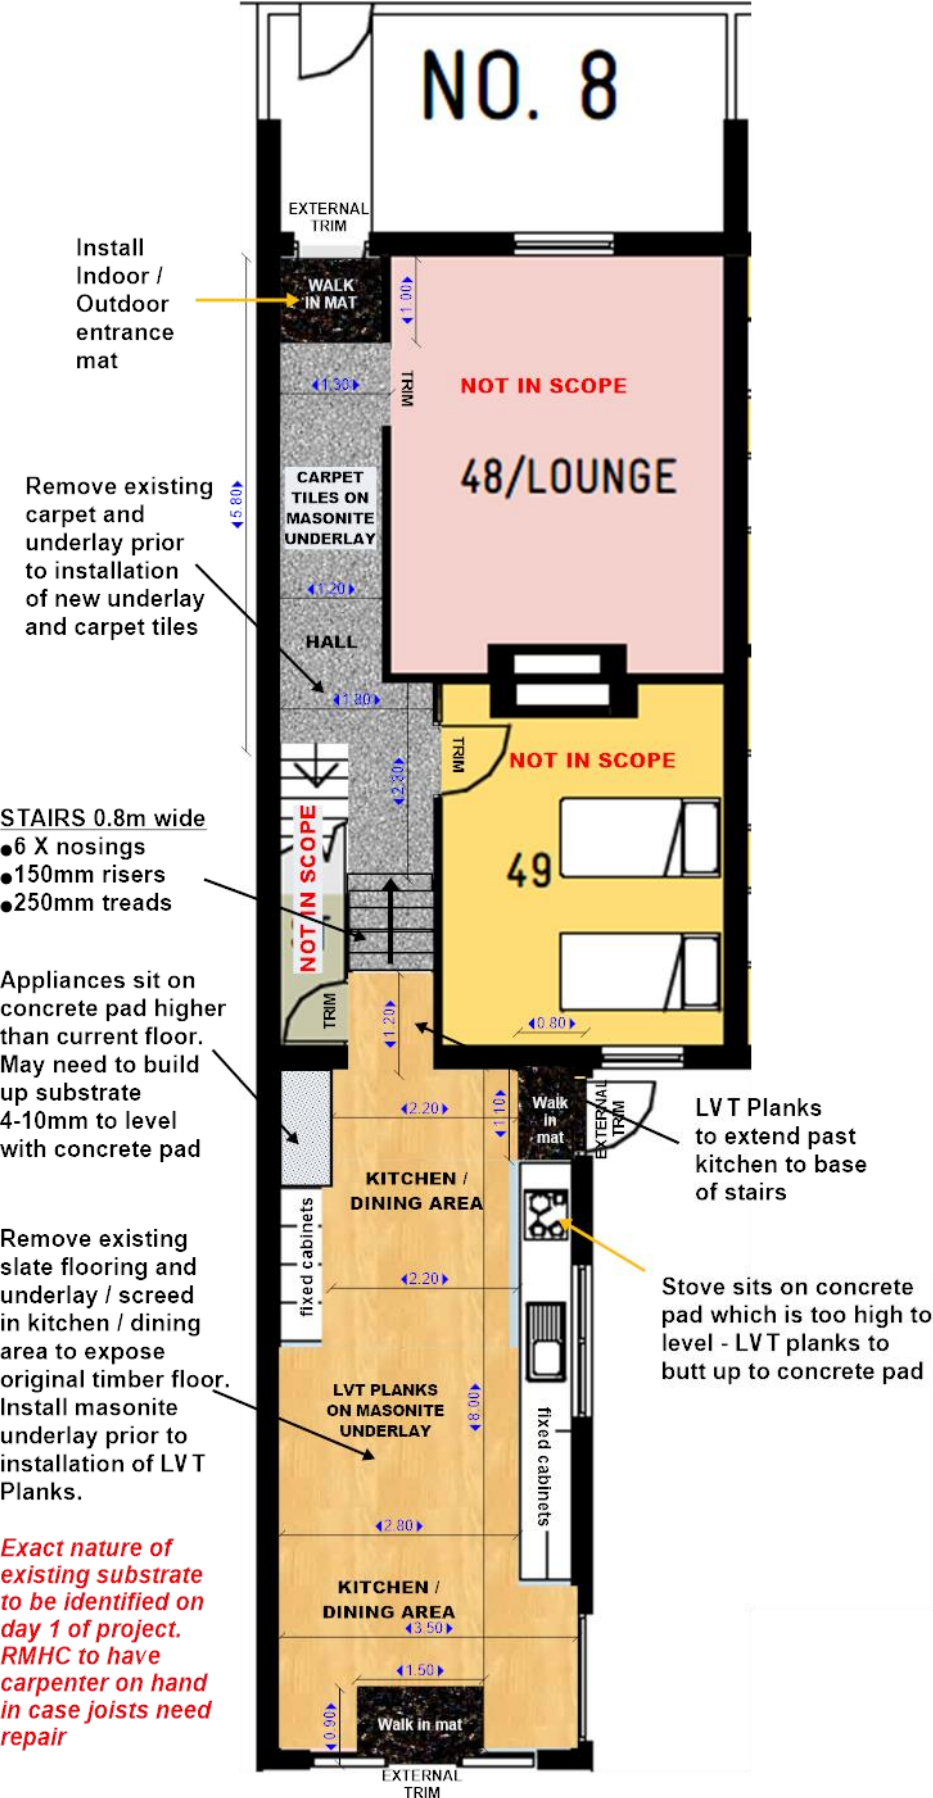 NO. 8
EXTERNAL
TRIM
Install
Indoor /
Outdoor
entrance
mat
WALK
IN MAT
1.00
1.30
TRIM
NOT IN SCOPE
48/LOUNGE
CARPET
TILES ON
MASONITE
UNDERLAY
5.80
Remove existing
carpet and
underlay prior
to installation
of new underlay
and carpet tiles
1.20
HALL
1.80
TRIM
NOT IN SCOPE
2.30
STAIRS 0.8m wide
●6 X nosings
●150mm risers
●250mm treads
NOT IN SCOPE
49
Appliances sit on
concrete pad higher
than current floor.
May need to build
up substrate
4-10mm to level
with concrete pad
TRIM
1.20
0.80
2.20
1.10
Walk
in
mat
EXTERNAL
TRIM
LVT Planks
to extend past
kitchen to base
of stairs
KITCHEN /
DINING AREA
fixed cabinets
2.20
Stove sits on concrete
pad which is too high to
level - LVT planks to
butt up to concrete pad
Remove existing
slate flooring and
underlay / screed
in kitchen / dining
area to expose
original timber floor.
Install masonite
underlay prior to
installation of LVT
Planks.
LVT PLANKS
ON MASONITE
UNDERLAY
8.00
fixed cabinets
2.80
Exact nature of
existing substrate
to be identified on
day 1 of project.
RMHC to have
carpenter on hand
in case joists need
repair
KITCHEN /
DINING AREA
3.50
1.50
0.90
Walk in mat
EXTERNAL
TRIM